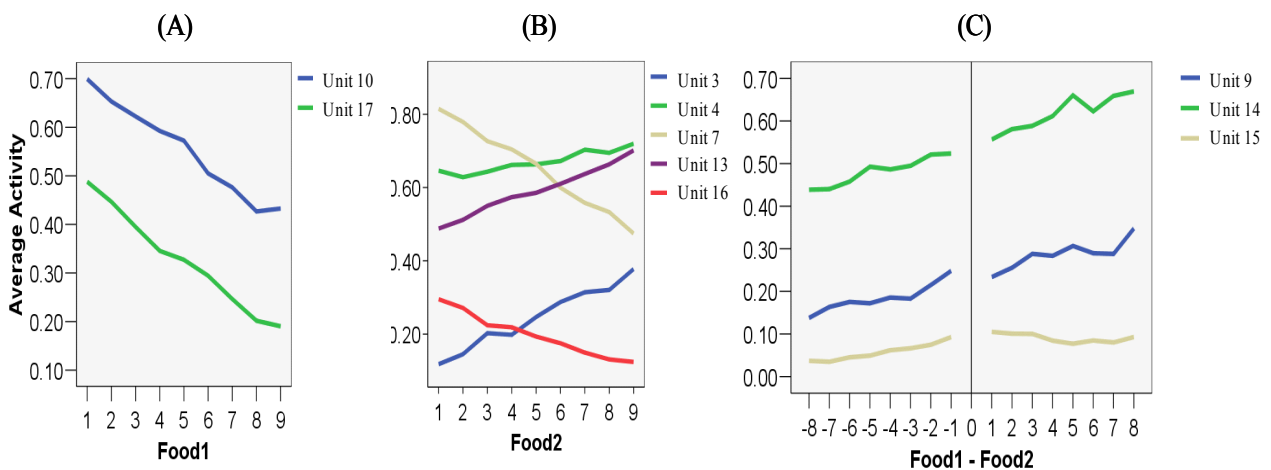 (A)
(B)
(C)
Average Activity
0.70
0.60
0.50
0.40
0.30
0.20
0.10
1 2 3 4 5 6 7 8 9
Food1
Unit 10
Unit 17
0.80
0.60
0.40
0.20
1 2 3 4 5 6 7 8 9
Food2
Unit 3
Unit 4
Unit 7
Unit 13
Unit 16
0.70
0.60
0.50
0.40
0.30
0.20
0.10
0.00
-8 -7 -6 -5 -4 -3 -2 -1 0 1 2 3 4 5 6 7 8
Food1 - Food2
Unit 9
Unit 14
Unit 15